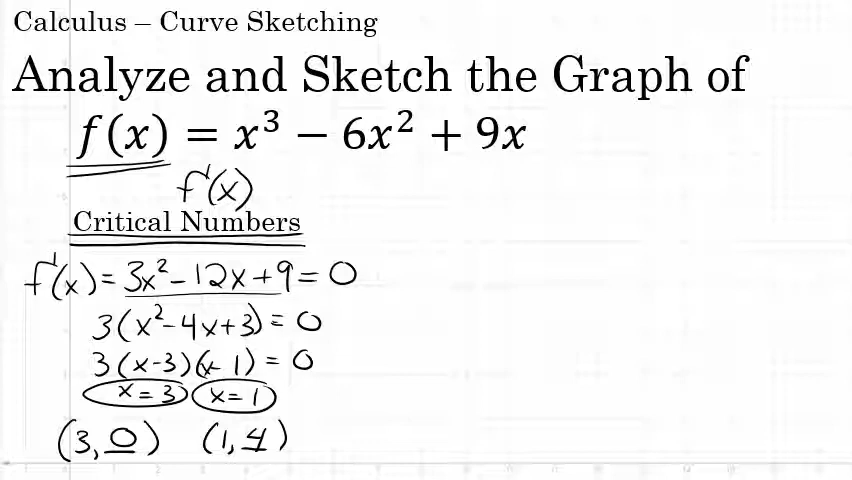 Calculus – Curve Sketching
Analyze and Sketch the Graph of
f(x) = x³ − 6x² + 9x
f'(x)
Critical Numbers
f'(x) = 3x² - 12x + 9 = 0
3(x² - 4x + 3) = 0
3(x - 3)(x - 1) = 0
x = 3 x = 1
(3, 0) (1, 4)